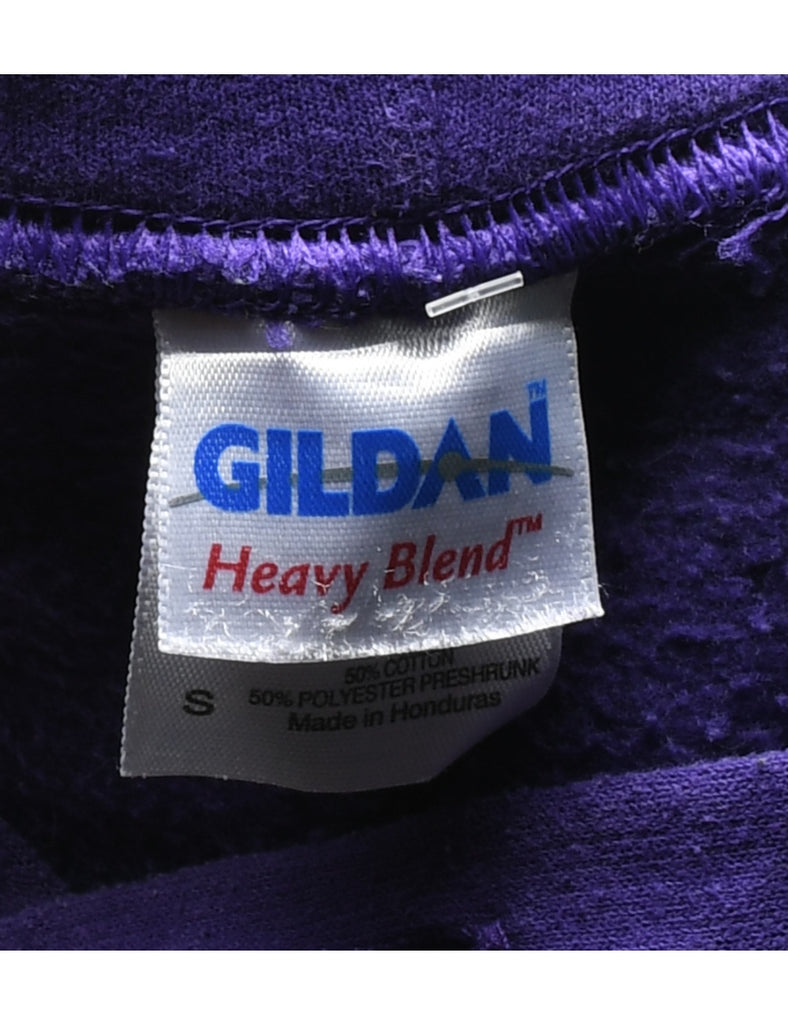 GILDAN™
Heavy Blend™
50% COTTON
S 50% POLYESTER PRESHRUNK
Made in Honduras